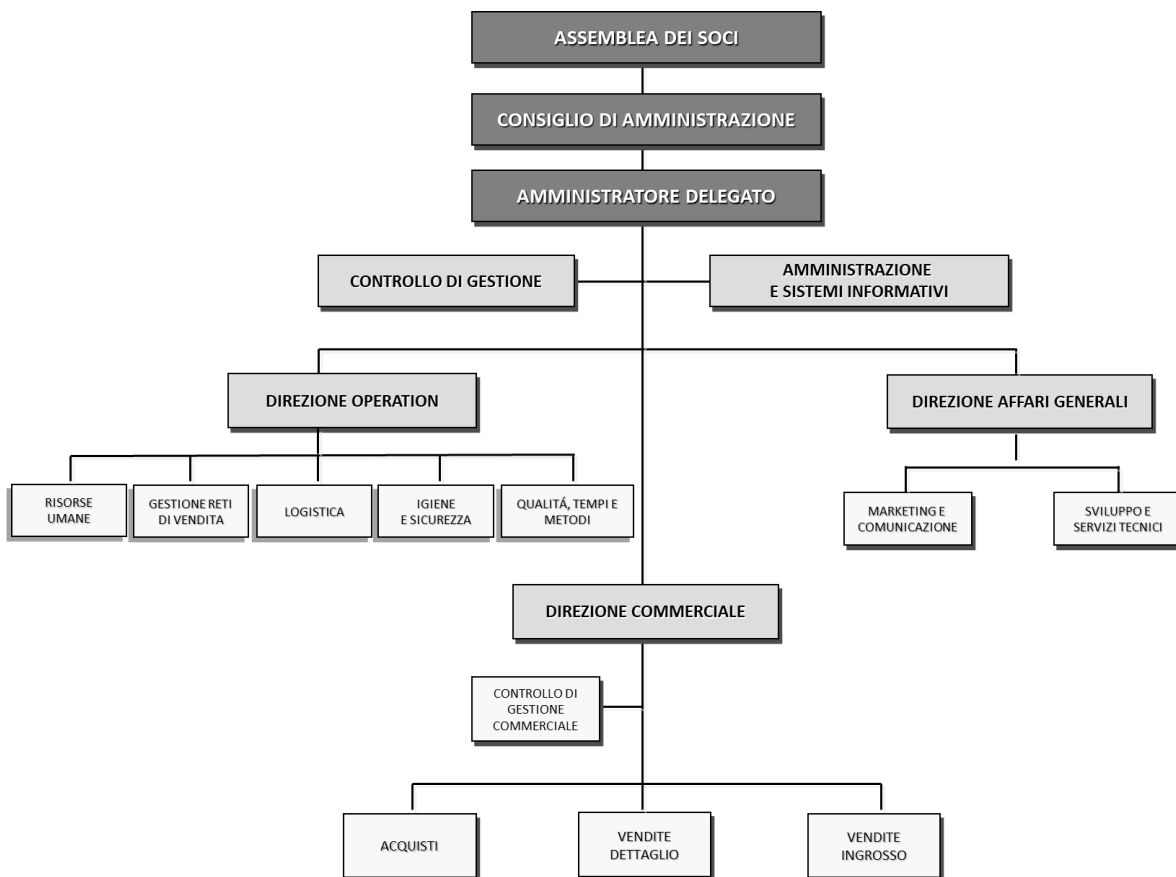 ASSEMBLEA DEI SOCI
CONSIGLIO DI AMMINISTRAZIONE
AMMINISTRATORE DELEGATO
CONTROLLO DI GESTIONE
AMMINISTRAZIONE
E SISTEMI INFORMATIVI
DIREZIONE OPERATION
DIREZIONE AFFARI GENERALI
RISORSE
UMANE
GESTIONE RETI
DI VENDITA
LOGISTICA
IGIENE
E SICUREZZA
QUALITÁ, TEMPI E
METODI
MARKETING E
COMUNICAZIONE
SVILUPPO E
SERVIZI TECNICI
DIREZIONE COMMERCIALE
CONTROLLO DI
GESTIONE
COMMERCIALE
ACQUISTI
VENDITE
DETTAGLIO
VENDITE
INGROSSO